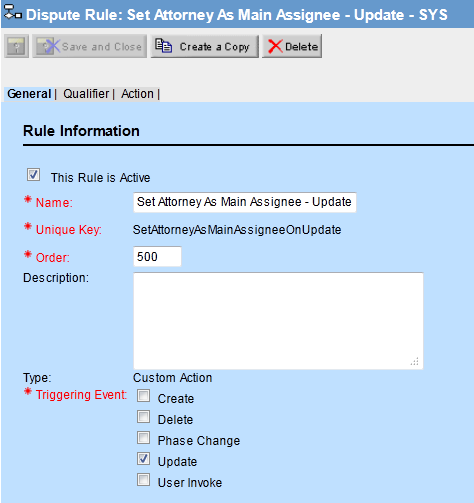 Dispute Rule: Set Attorney As Main Assignee - Update - SYS
Save and Close Create a Copy Delete
General | Qualifier | Action |
Rule Information
This Rule is Active
* Name: Set Attorney As Main Assignee - Update
* Unique Key: SetAttorneyAsMainAssigneeOnUpdate
* Order: 500
Description:
Type: Custom Action
* Triggering Event: Create
Delete
Phase Change
Update
User Invoke